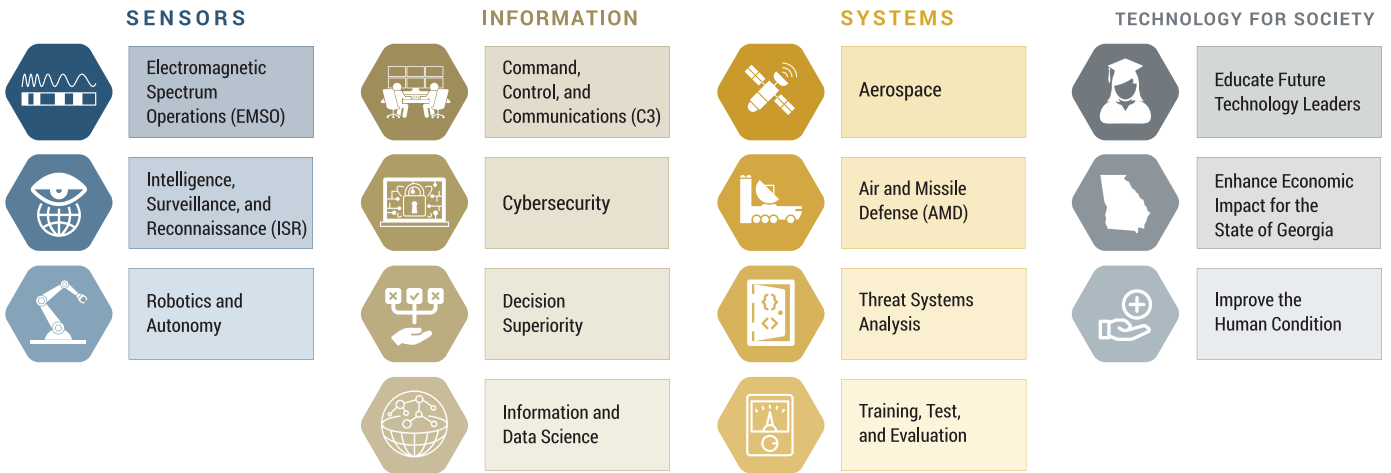 SENSORS
Electromagnetic
Spectrum
Operations (EMSO)
Intelligence,
Surveillance, and
Reconnaissance (ISR)
Robotics and
Autonomy
INFORMATION
Command,
Control, and
Communications (C3)
Cybersecurity
Decision
Superiority
Information and
Data Science
SYSTEMS
Aerospace
Air and Missile
Defense (AMD)
Threat Systems
Analysis
Training, Test,
and Evaluation
TECHNOLOGY FOR SOCIETY
Educate Future
Technology Leaders
Enhance Economic
Impact for the
State of Georgia
Improve the
Human Condition